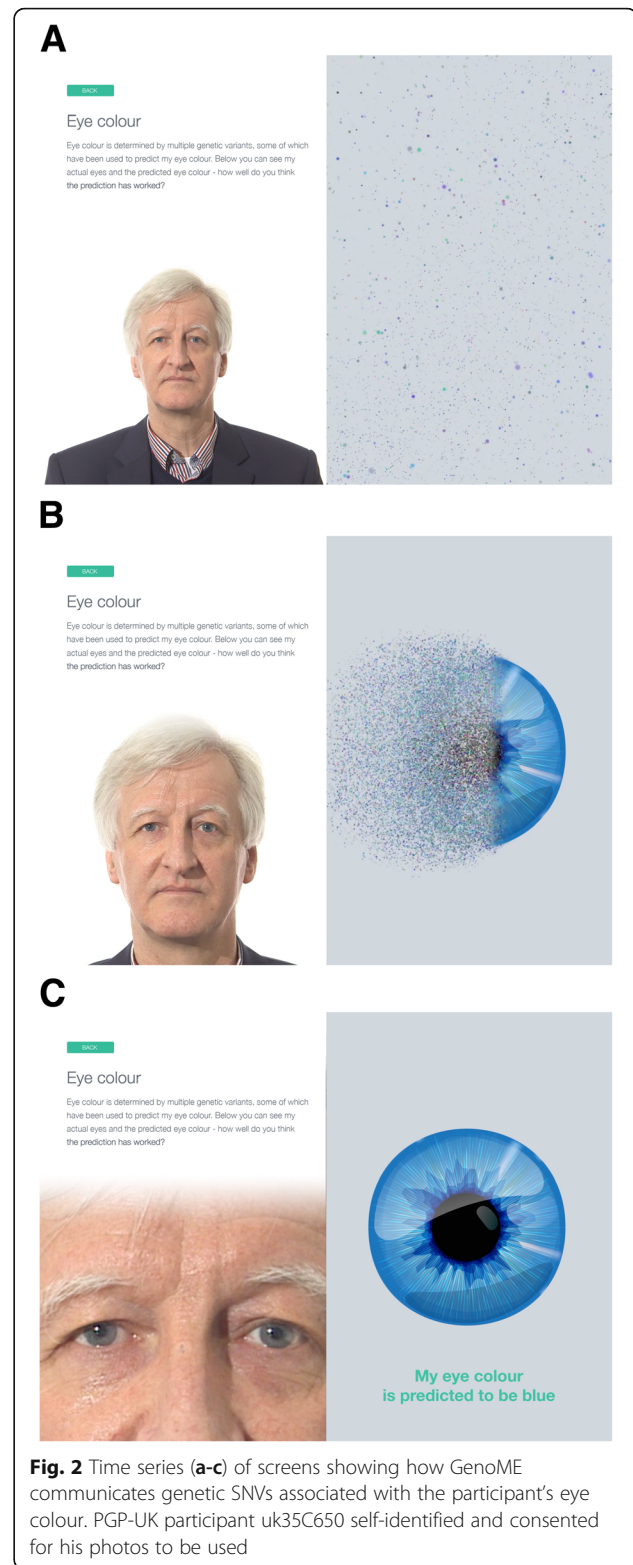 A
BACK
Eye colour
Eye colour is determined by multiple genetic variants, some of which
have been used to predict my eye colour. Below you can see my
actual eyes and the predicted eye colour - how well do you think
the prediction has worked?
B
BACK
Eye colour
Eye colour is determined by multiple genetic variants, some of which
have been used to predict my eye colour. Below you can see my
actual eyes and the predicted eye colour - how well do you think
the prediction has worked?
C
BACK
Eye colour
Eye colour is determined by multiple genetic variants, some of which
have been used to predict my eye colour. Below you can see my
actual eyes and the predicted eye colour - how well do you think
the prediction has worked?
My eye colour
is predicted to be blue
Fig. 2 Time series (a-c) of screens showing how GenoME
communicates genetic SNVs associated with the participant's eye
colour. PGP-UK participant uk35C650 self-identified and consented
for his photos to be used